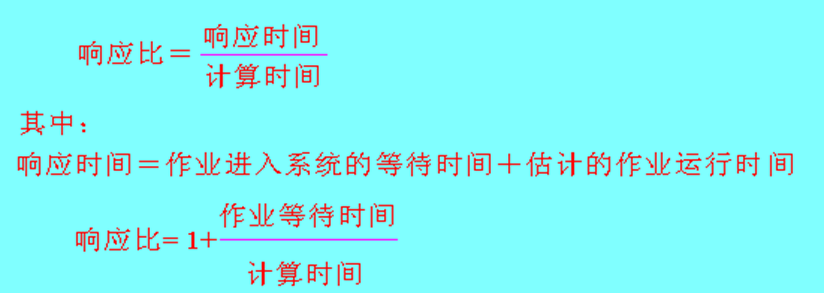 响应比＝响应时间
计算时间
其中：
响应时间＝作业进入系统的等待时间＋估计的作业运行时间
响应比=1+作业等待时间
计算时间